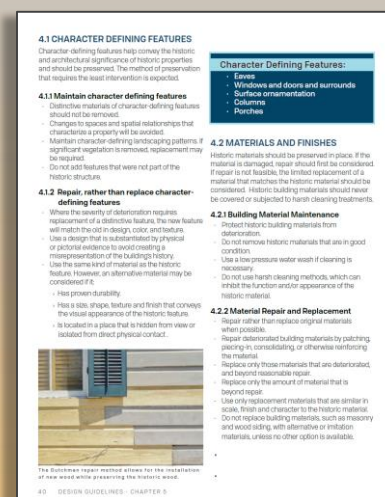 4.1 CHARACTER DEFINING FEATURES
Character-defining features help convey the historic
and architectural significance of historic properties
and should be preserved. The method of preservation
that requires the least intervention is expected.
4.1.1 Maintain character defining features
- Distinctive materials of character-defining features
should not be removed.
- Changes to spaces and spatial relationships that
characterize a property will be avoided.
- Maintain character-defining landscaping patterns. If
significant vegetation is removed, replacement may
be required.
- Do not add features that were not part of the
historic structure.
4.1.2 Repair, rather than replace character-
defining features
- Where the severity of deterioration requires
replacement of a distinctive feature, the new feature
will match the old in design, color, and texture.
- Use a design that is substantiated by physical
or pictorial evidence to avoid creating a
misrepresentation of the building's history.
- Use the same kind of material as the historic
feature. However, an alternative material may be
considered if it:
- Has proven durability.
- Has a size, shape, texture and finish that conveys
the visual appearance of the historic feature.
- Is located in a place that is hidden from view or
isolated from direct physical contact.
The Dutchman repair method allows for the installation
of new wood while preserving the historic wood.
40 DESIGN GUIDELINES - CHAPTER 5
Character Defining Features:
• Eaves
• Windows and doors and surrounds
• Surface ornamentation
• Columns
• Porches
4.2 MATERIALS AND FINISHES
Historic materials should be preserved in place. If the
material is damaged, repair should first be considered.
If repair is not feasible, the limited replacement of a
material that matches the historic material should be
considered. Historic building materials should never
be covered or subjected to harsh cleaning treatments.
4.2.1 Building Material Maintenance
- Protect historic building materials from
deterioration.
- Do not remove historic materials that are in good
condition.
- Use a low pressure water wash if cleaning is
necessary.
- Do not use harsh cleaning methods, which can
inhibit the function and/or appearance of the
historic material.
4.2.2 Material Repair and Replacement
- Repair rather than replace original materials
when possible.
- Repair deteriorated building materials by patching,
piecing-in, consolidating, or otherwise reinforcing
the material.
- Replace only those materials that are deteriorated,
and beyond reasonable repair.
- Replace only the amount of material that is
beyond repair.
- Use only replacement materials that are similar in
scale, finish and character to the historic material.
- Do not replace building materials, such as masonry
and wood siding, with alternative or imitation
materials, unless no other option is available.